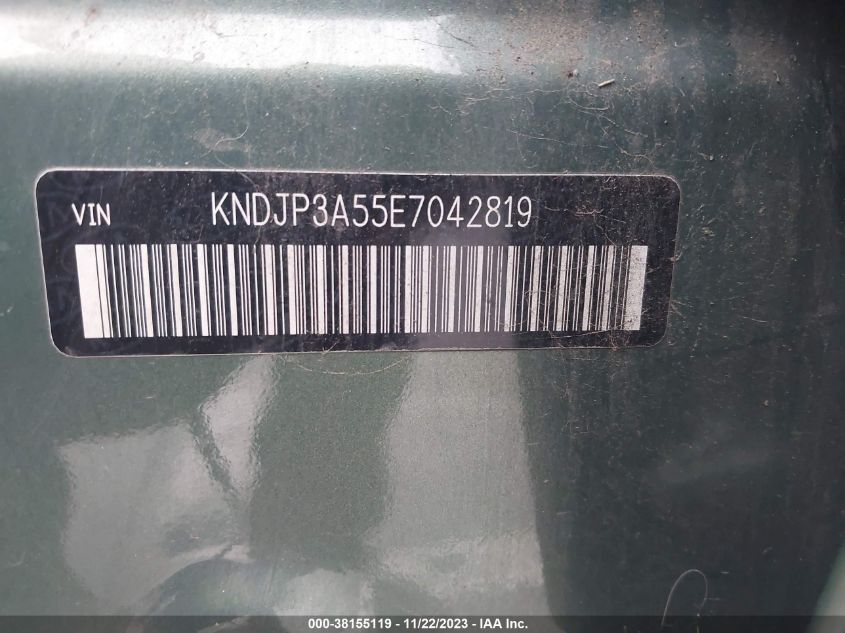 VIN KNDJP3A55E7042819
000-38155119 - 11/22/2023 - IAA Inc.